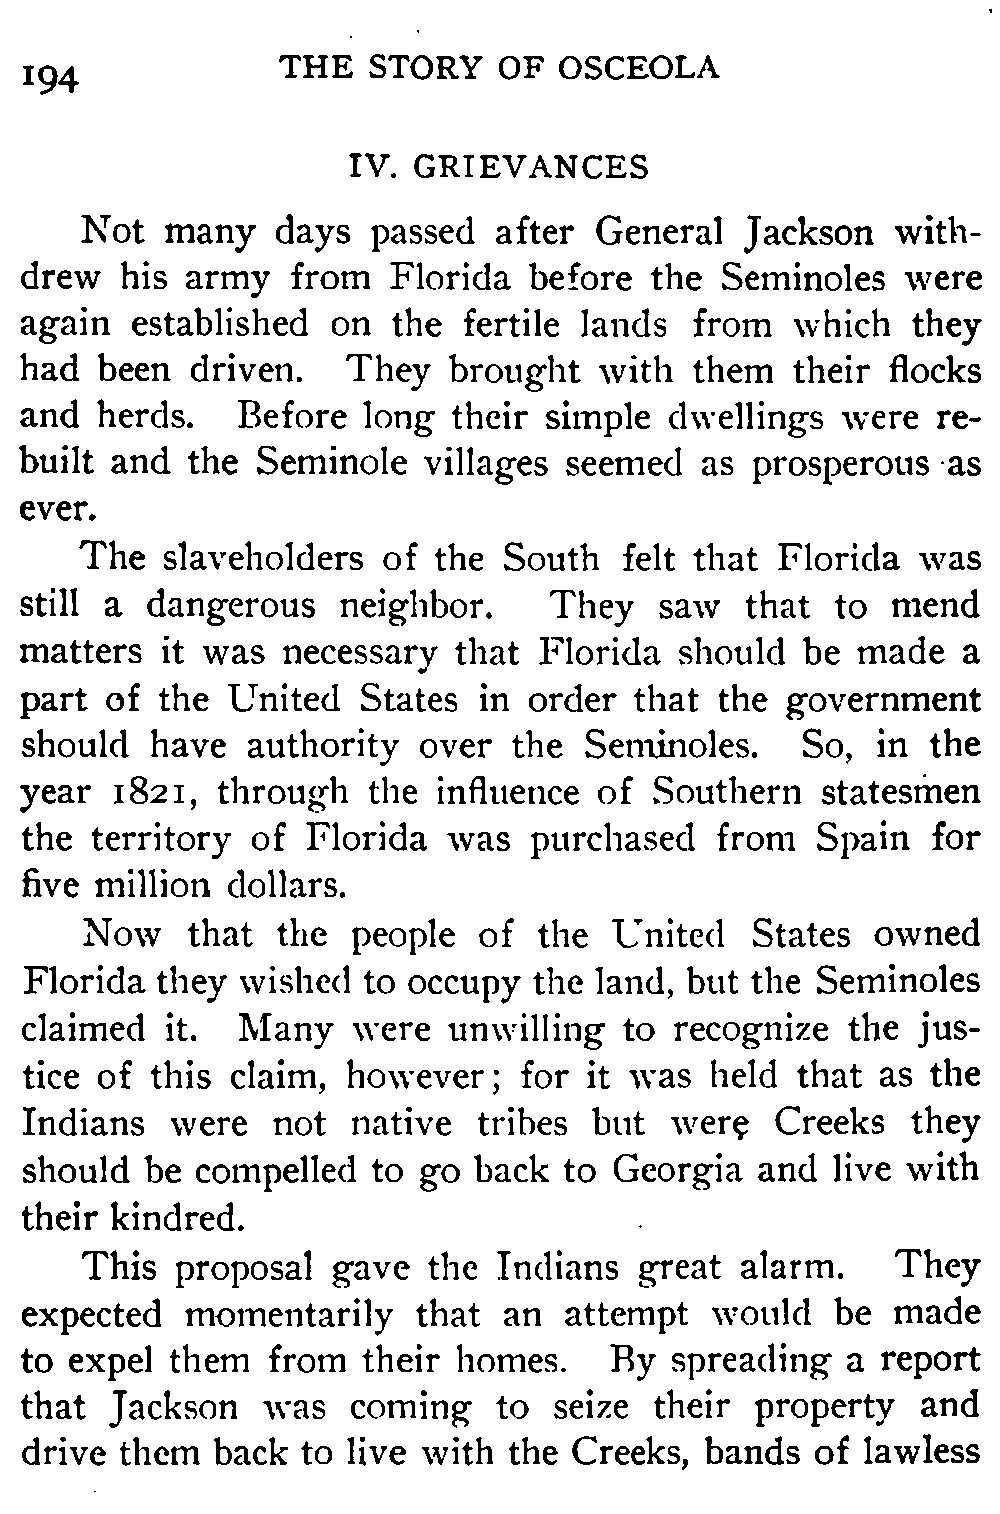 194
THE STORY OF OSCEOLA
IV. GRIEVANCES
Not many days passed after General Jackson with-
drew his army from Florida before the Seminoles were
again established on the fertile lands from which they
had been driven. They brought with them their flocks
and herds. Before long their simple dwellings were re-
built and the Seminole villages seemed as prosperous as
ever.
The slaveholders of the South felt that Florida was
still a dangerous neighbor. They saw that to mend
matters it was necessary that Florida should be made a
part of the United States in order that the government
should have authority over the Seminoles. So, in the
year 1821, through the influence of Southern statesmen
the territory of Florida was purchased from Spain for
five million dollars.
Now that the people of the United States owned
Florida they wished to occupy the land, but the Seminoles
claimed it. Many were unwilling to recognize the jus-
tice of this claim, however; for it was held that as the
Indians were not native tribes but were Creeks they
should be compelled to go back to Georgia and live with
their kindred.
This proposal gave the Indians great alarm. They
expected momentarily that an attempt would be made
to expel them from their homes. By spreading a report
that Jackson was coming to seize their property and
drive them back to live with the Creeks, bands of lawless